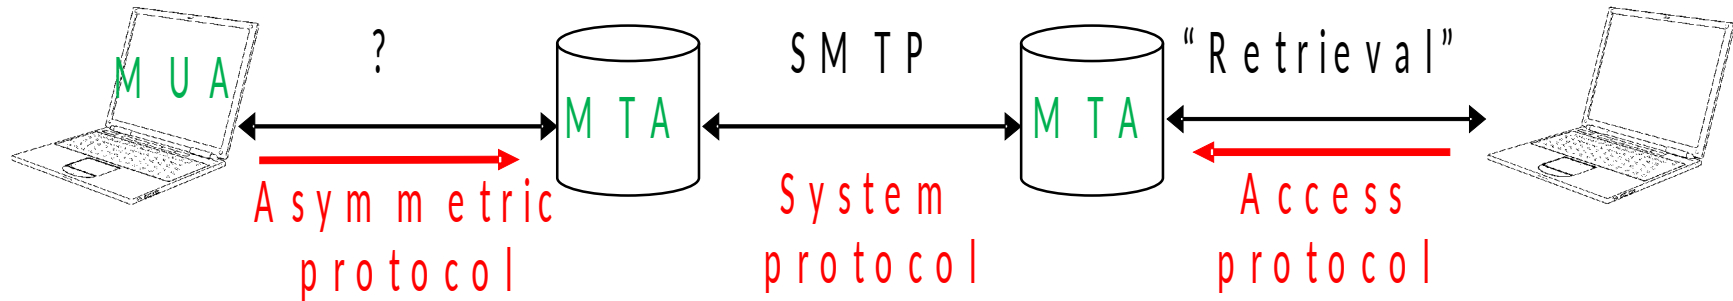 MUA
?
MTA
SMTP
MTA
“Retrieval”
Asymmetric
protocol
System
protocol
Access
protocol